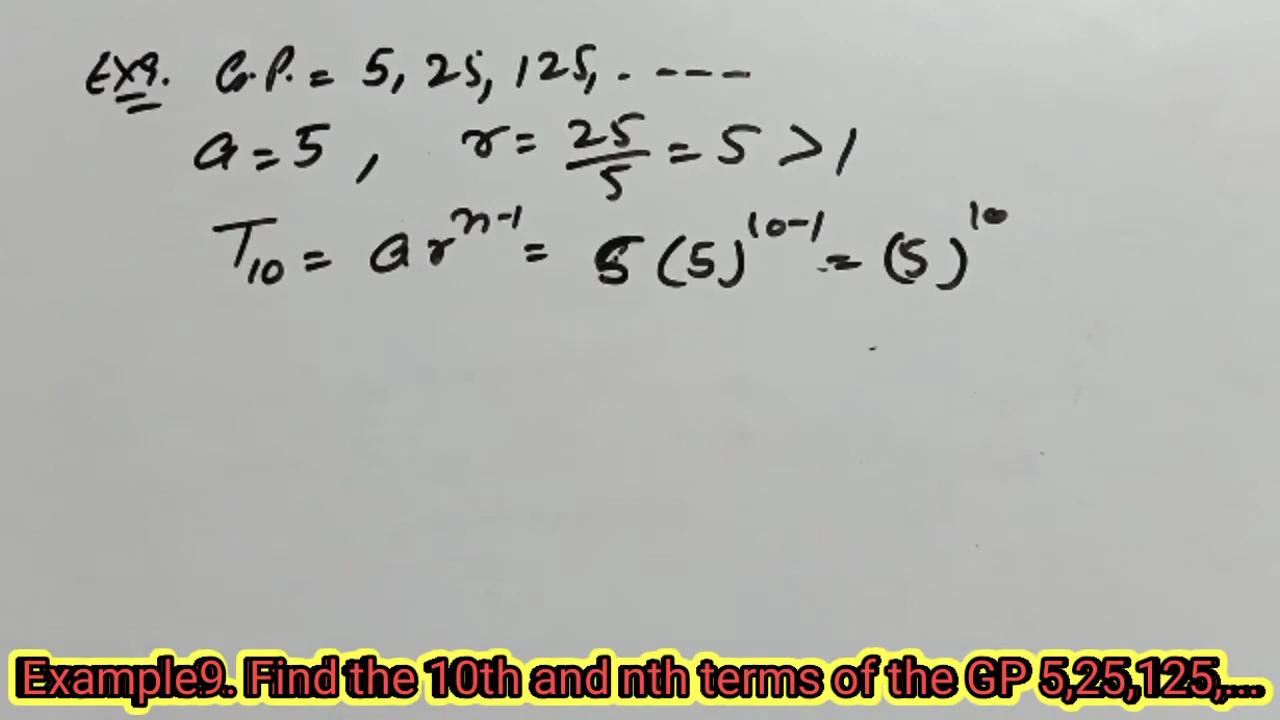 Ex9. G.P. = 5, 25, 125, . ----
a = 5 , r = 25/5 = 5 > 1
T₁₀ = a rⁿ⁻¹ = 5 (5)¹⁰⁻¹ = (5)¹⁰
Example9. Find the 10th and nth terms of the GP 5,25,125,...